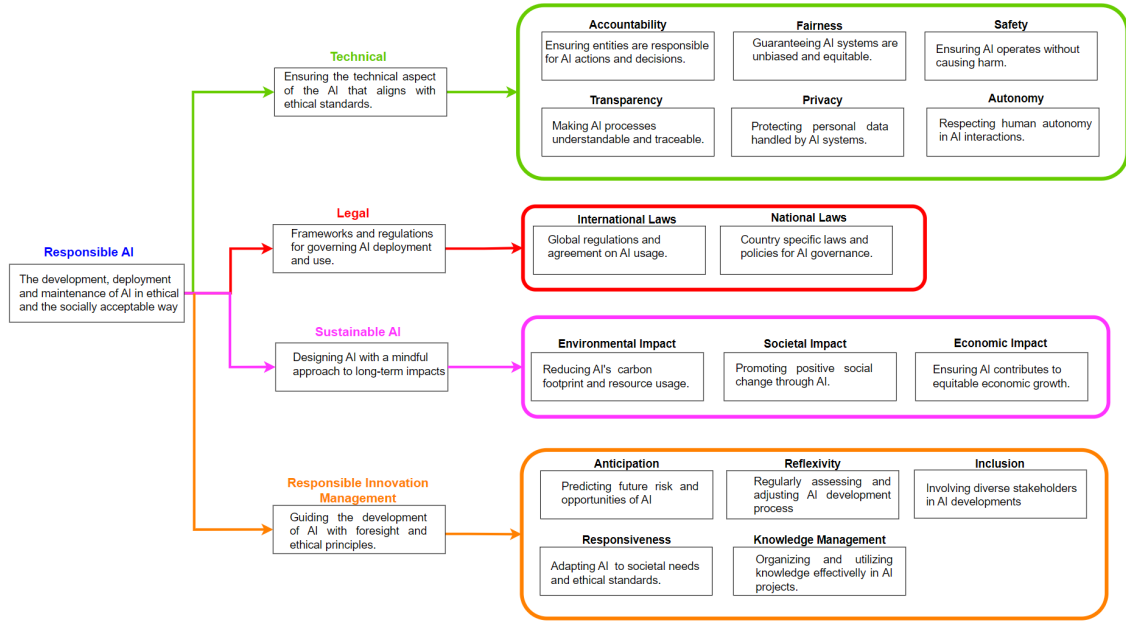 Responsible AI
The development, deployment
and maintenance of AI in ethical
and the socially acceptable way
Technical
Ensuring the technical aspect
of the AI that aligns with
ethical standards.
Accountability
Ensuring entities are responsible
for AI actions and decisions.
Fairness
Guaranteeing AI systems are
unbiased and equitable.
Safety
Ensuring AI operates without
causing harm.
Transparency
Making AI processes
understandable and traceable.
Privacy
Protecting personal data
handled by AI systems.
Autonomy
Respecting human autonomy
in AI interactions.
Legal
Frameworks and regulations
for governing AI deployment
and use.
International Laws
Global regulations and
agreement on AI usage.
National Laws
Country specific laws and
policies for AI governance.
Sustainable AI
Designing AI with a mindful
approach to long-term impacts
Environmental Impact
Reducing AI's carbon
footprint and resource usage.
Societal Impact
Promoting positive social
change through AI.
Economic Impact
Ensuring AI contributes to
equitable economic growth.
Responsible Innovation
Management
Guiding the development
of AI with foresight and
ethical principles.
Anticipation
Predicting future risk and
opportunities of AI
Reflexivity
Regularly assessing and
adjusting AI development
process
Inclusion
Involving diverse stakeholders
in AI developments
Responsiveness
Adapting AI to societal needs
and ethical standards.
Knowledge Management
Organizing and utilizing
knowledge effectivelly in AI
projects.